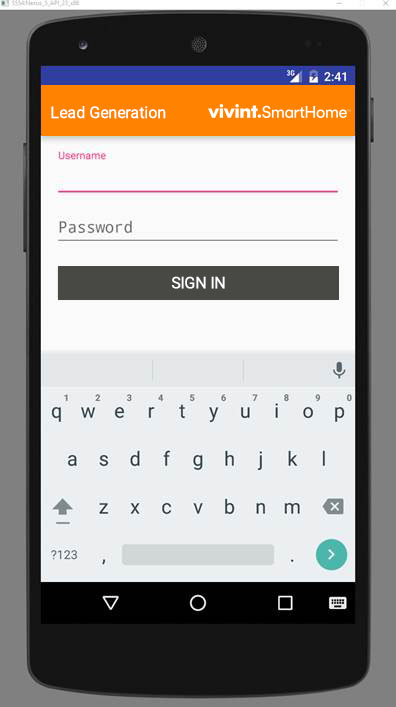 5554:Nexus_5_API_23_x86
3G 2:41
Lead Generation vivint.SmartHome™
Username
Password
SIGN IN
1 2 3 4 5 6 7 8 9 0
q w e r t y u i o p
a s d f g h j k l
z x c v b n m
?123 , .